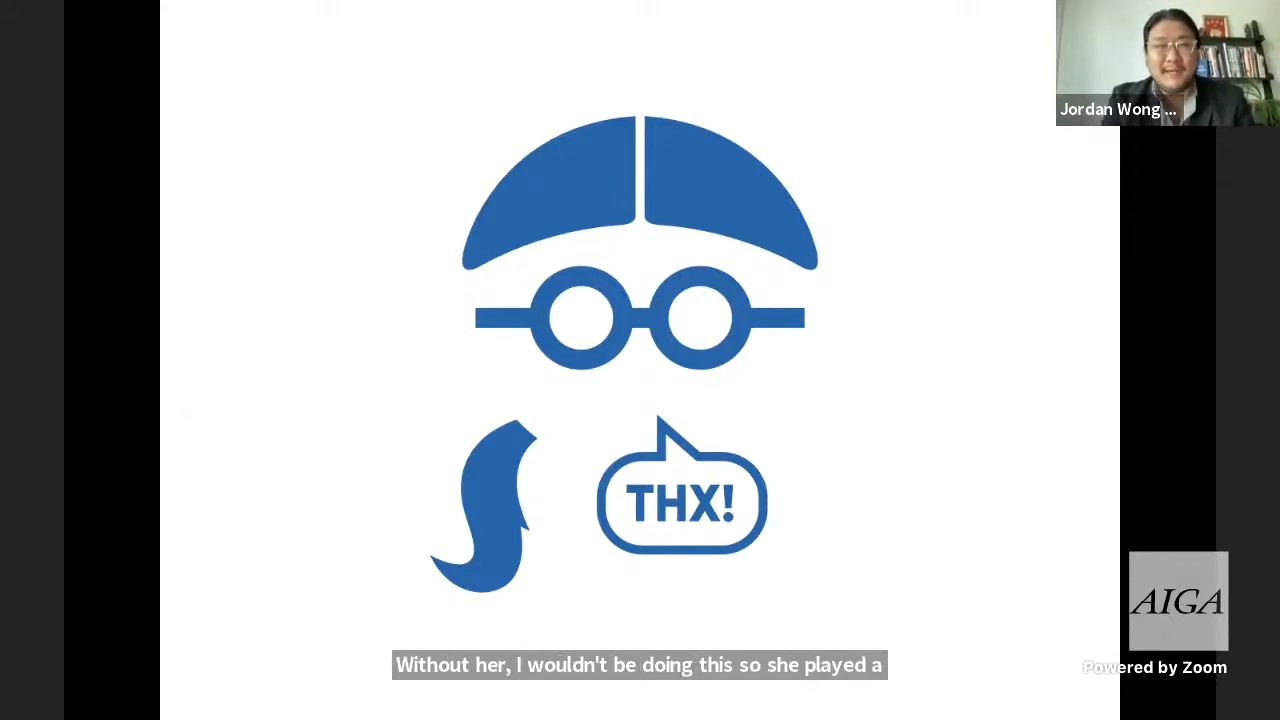 Jordan Wong ...
THX!
AIGA
Without her, I wouldn't be doing this so she played a
Powered by Zoom